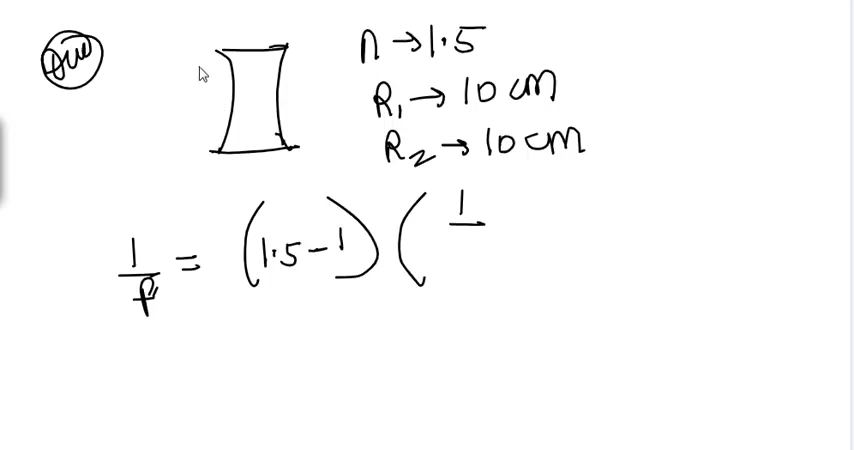 Que
n → 1.5
R₁ → 10 cm
R₂ → 10 cm
1/f = (1.5 - 1) ( 1/